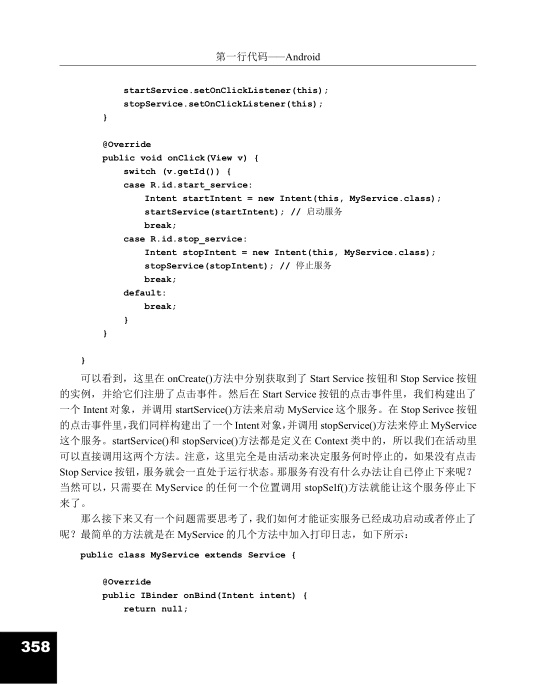 第一行代码——Android
startService.setOnClickListener(this);
stopService.setOnClickListener(this);
}
@Override
public void onClick(View v) {
switch (v.getId()) {
case R.id.start_service:
Intent startIntent = new Intent(this, MyService.class);
startService(startIntent); // 启动服务
break;
case R.id.stop_service:
Intent stopIntent = new Intent(this, MyService.class);
stopService(stopIntent); // 停止服务
break;
default:
break;
}
}
}
可以看到，这里在 onCreate()方法中分别获取到了 Start Service 按钮和 Stop Service 按钮
的实例，并给它们注册了点击事件。然后在 Start Service 按钮的点击事件里，我们构建出了
一个 Intent 对象，并调用 startService()方法来启动 MyService 这个服务。在 Stop Serivce 按钮
的点击事件里，我们同样构建出了一个 Intent 对象，并调用 stopService()方法来停止 MyService
这个服务。startService()和 stopService()方法都是定义在 Context 类中的，所以我们在活动里
可以直接调用这两个方法。注意，这里完全是由活动来决定服务何时停止的，如果没有点击
Stop Service 按钮，服务就会一直处于运行状态。那服务有没有什么办法让自已停止下来呢？
当然可以，只需要在 MyService 的任何一个位置调用 stopSelf()方法就能让这个服务停止下
来了。
那么接下来又有一个问题需要思考了，我们如何才能证实服务已经成功启动或者停止了
呢？最简单的方法就是在 MyService 的几个方法中加入打印日志，如下所示：
public class MyService extends Service {
@Override
public IBinder onBind(Intent intent) {
return null;
358